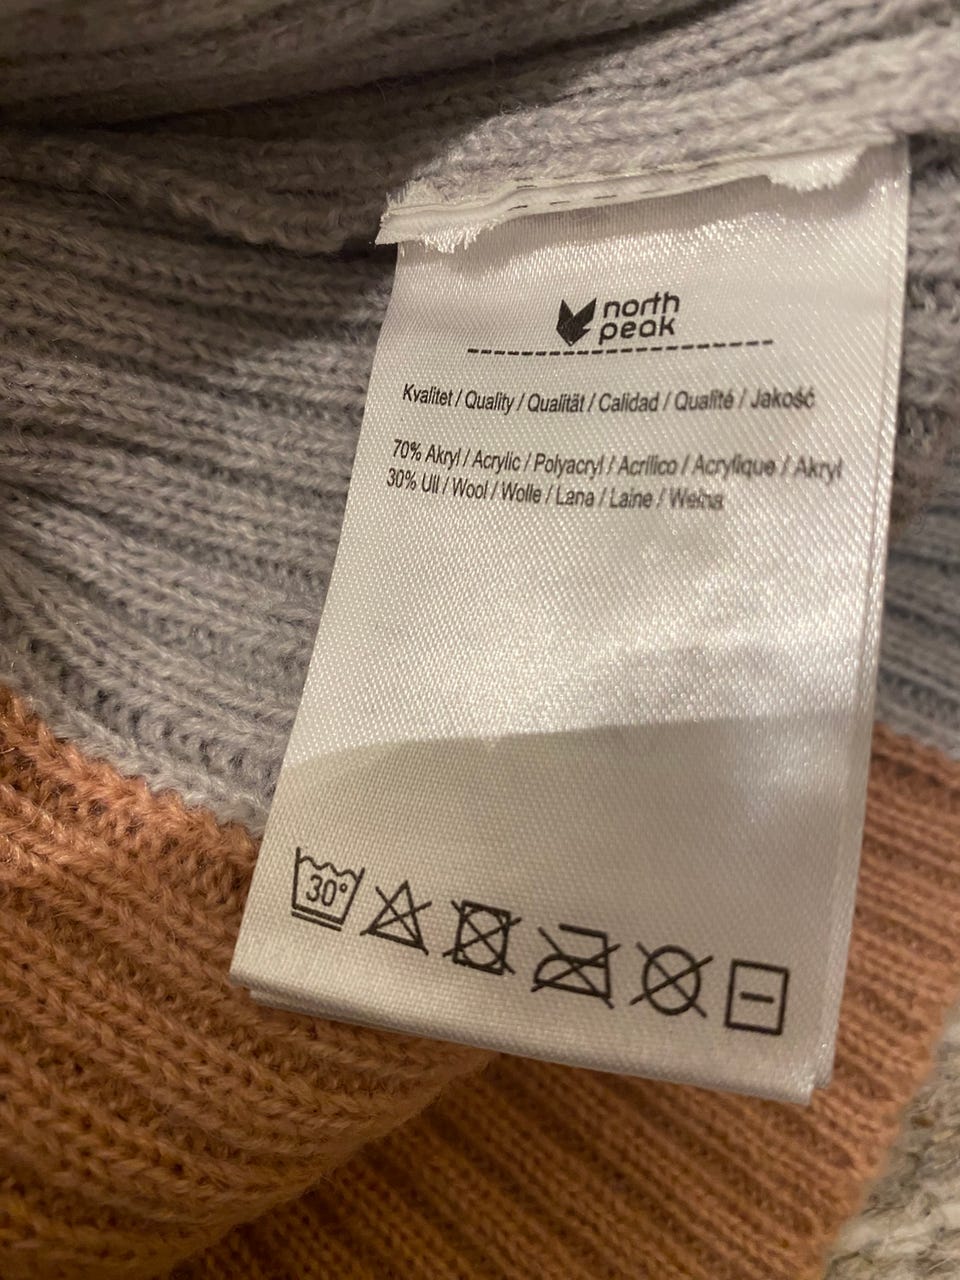 north
peak
Kvalitet / Quality / Qualität / Calidad / Qualité / Jakość
70% Akryl / Acrylic / Polyacryl / Acrílico / Acrylique / Akryl
30% Ull / Wool / Wolle / Lana / Laine / Wełna
30°